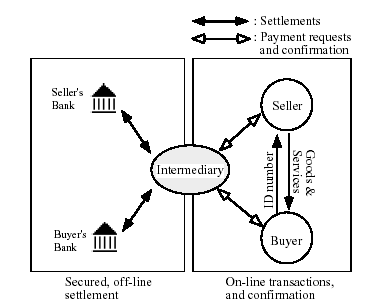 : Settlements
: Payment requests
and confirmation
Seller's
Bank
Seller
Intermediary
ID number
Goods &
Services
Buyer's
Bank
Buyer
Secured, off-line
settlement
On-line transactions,
and confirmation